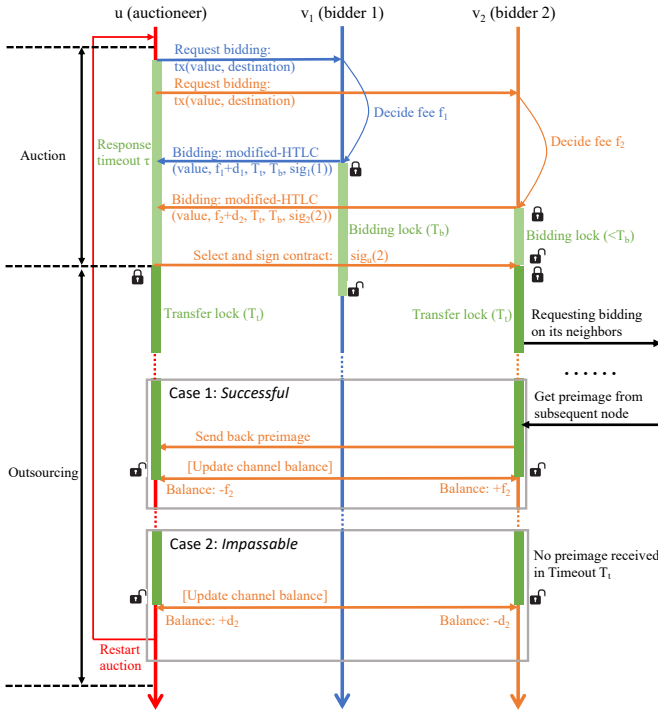 u (auctioneer)
v₁ (bidder 1)
v₂ (bidder 2)
Request bidding:
tx(value, destination)
Request bidding:
tx(value, destination)
Decide fee f₁
Decide fee f₂
Auction
Response
timeout τ
Bidding: modified-HTLC
(value, f₁+d₁, Tₜ, T_b, sig₁(1))
Bidding: modified-HTLC
(value, f₂+d₂, Tₜ, T_b, sig₂(2))
Bidding lock (T_b)
Bidding lock (<T_b)
Select and sign contract: sigᵤ(2)
Transfer lock (Tₜ)
Transfer lock (Tₜ)
Requesting bidding
on its neighbors
......
Case 1: Successful
Get preimage from
subsequent node
Send back preimage
Outsourcing
[Update channel balance]
Balance: -f₂
Balance: +f₂
Case 2: Impassable
No preimage received
in Timeout Tₜ
[Update channel balance]
Balance: +d₂
Balance: -d₂
Restart
auction